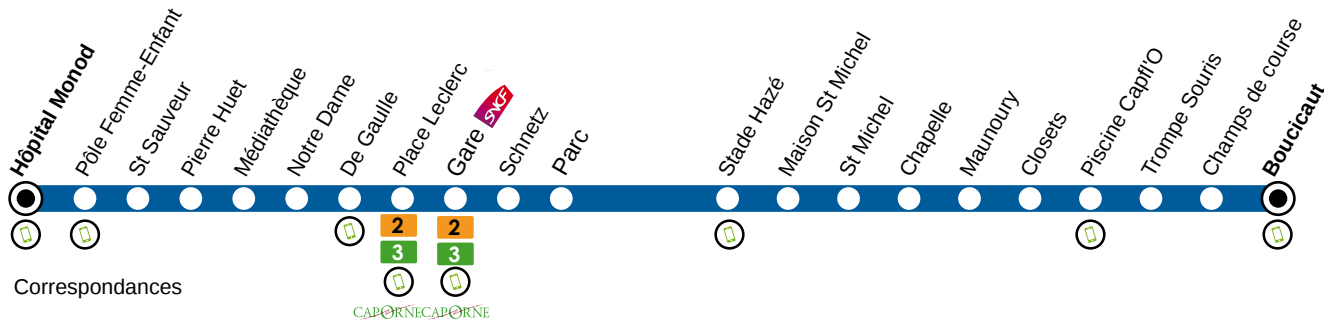 Hôpital Monod
Pôle Femme-Enfant
St Sauveur
Pierre Huet
Médiathèque
Notre Dame
De Gaulle
Place Leclerc
Gare
SNCF
Schnetz
Parc
Stade Hazé
Maison St Michel
St Michel
Chapelle
Maunoury
Closets
Piscine Capfl'O
Trompe Souris
Champs de course
Boucicaut
2 2
3 3
Correspondances
CAPORNE CAPORNE